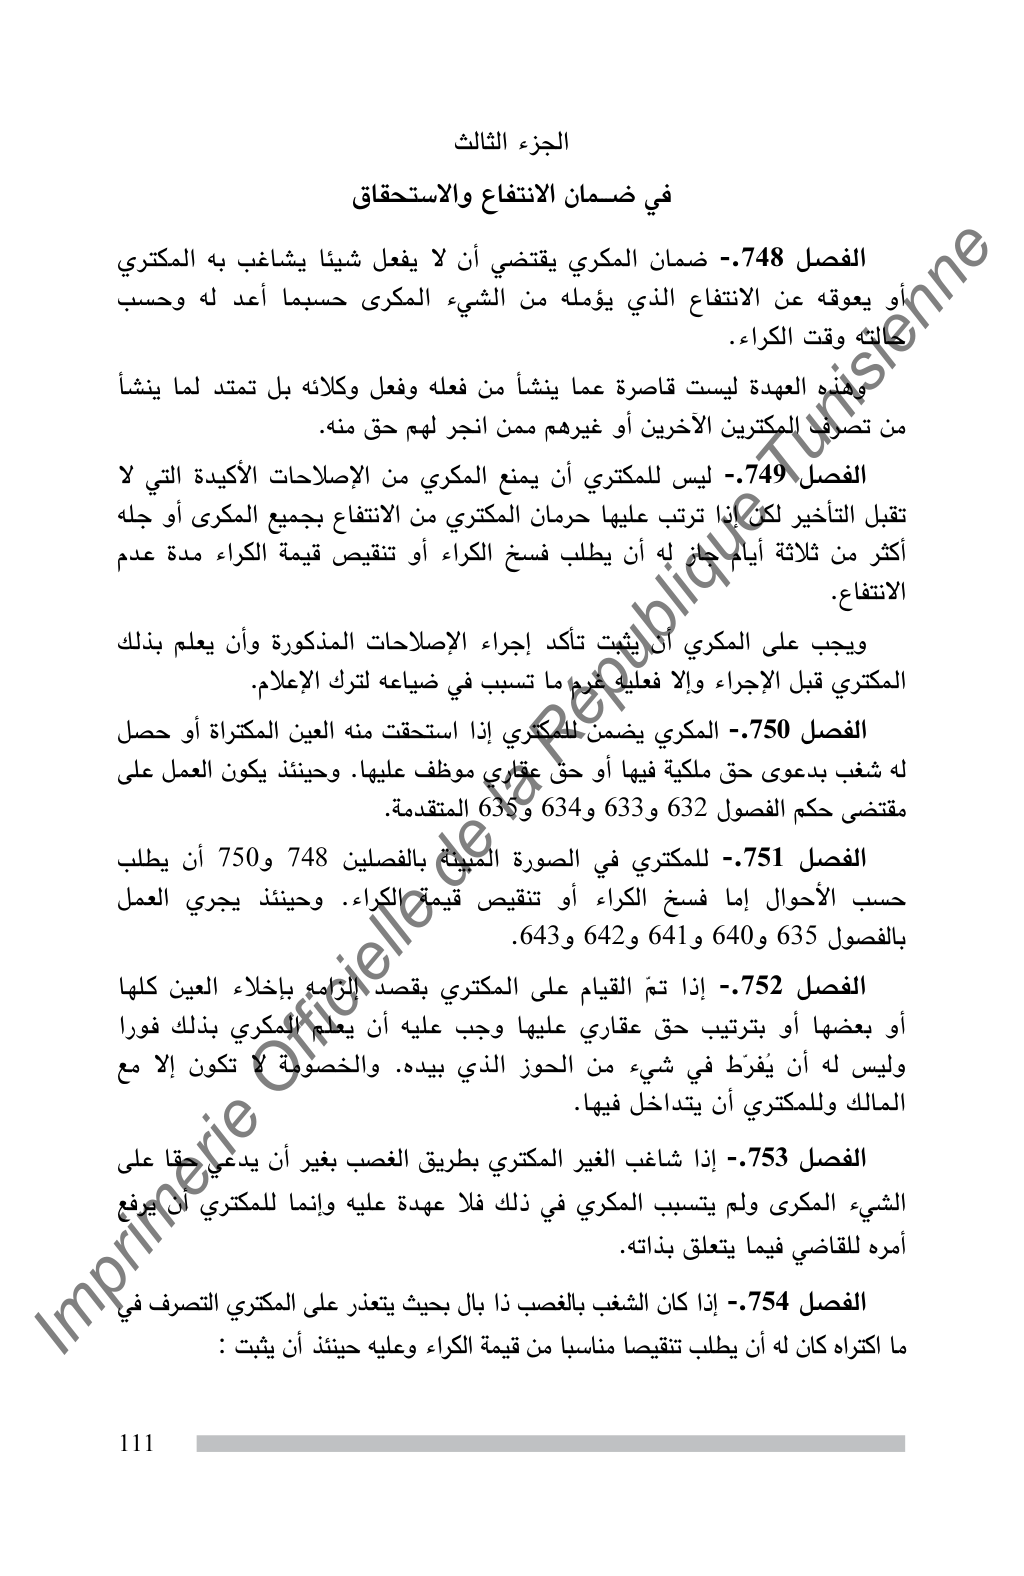 الجزء الثالث
في ضــمان الانتفاع والاستحقاق
الفصل 748.- ضمان المكري يقتضي أن لا يفعل شيئا يشاغب به المكتري
أو يعوقه عن الانتفاع الذي يؤمله من الشيء المكرى حسبما أعد له وحسب
حالته وقت الكراء.
وهذه العهدة ليست قاصرة عما ينشأ من فعله وفعل وكلائه بل تمتد لما ينشأ
من تصرف المكترين الآخرين أو غيرهم ممن انجر لهم حق منه.
الفصل 749.- ليس للمكتري أن يمنع المكري من الإصلاحات الأكيدة التي لا
تقبل التأخير لكن إذا ترتب عليها حرمان المكتري من الانتفاع بجميع المكرى أو جله
أكثر من ثلاثة أيام جاز له أن يطلب فسخ الكراء أو تنقيص قيمة الكراء مدة عدم
الانتفاع.
ويجب على المكري أن يثبت تأكد إجراء الإصلاحات المذكورة وأن يعلم بذلك
المكتري قبل الإجراء وإلا فعليه غرم ما تسبب في ضياعه لترك الإعلام.
الفصل 750.- المكري يضمن للمكتري إذا استحقت منه العين المكتراة أو حصل
له شغب بدعوى حق ملكية فيها أو حق عقاري موظف عليها. وحينئذ يكون العمل على
مقتضى حكم الفصول 632 و633 و634 و635 المتقدمة.
الفصل 751.- للمكتري في الصورة المبينة بالفصلين 748 و750 أن يطلب
حسب الأحوال إما فسخ الكراء أو تنقيص قيمة الكراء. وحينئذ يجري العمل
بالفصول 635 و640 و641 و642 و643.
الفصل 752.- إذا تمّ القيام على المكتري بقصد إلزامه بإخلاء العين كلها
أو بعضها أو بترتيب حق عقاري عليها وجب عليه أن يعلم المكري بذلك فورا
وليس له أن يُفرّط في شيء من الحوز الذي بيده. والخصومة لا تكون إلا مع
المالك وللمكتري أن يتداخل فيها.
الفصل 753.- إذا شاغب الغير المكتري بطريق الغصب بغير أن يدعي حقا على
الشيء المكرى ولم يتسبب المكري في ذلك فلا عهدة عليه وإنما للمكتري أن يرفع
أمره للقاضي فيما يتعلق بذاته.
الفصل 754.- إذا كان الشغب بالغصب ذا بال بحيث يتعذر على المكتري التصرف في
ما اكتراه كان له أن يطلب تنقيصا مناسبا من قيمة الكراء وعليه حينئذ أن يثبت :
111
Imprimerie Officielle de la République Tunisienne